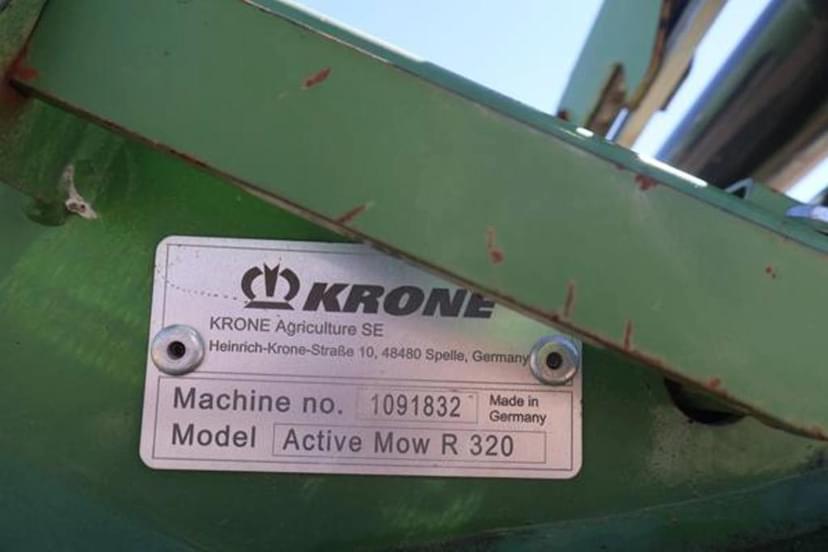 KRONE
KRONE Agriculture SE
Heinrich-Krone-Straße 10, 48480 Spelle, Germany
Machine no. 1091832 Made in
Germany
Model Active Mow R 320